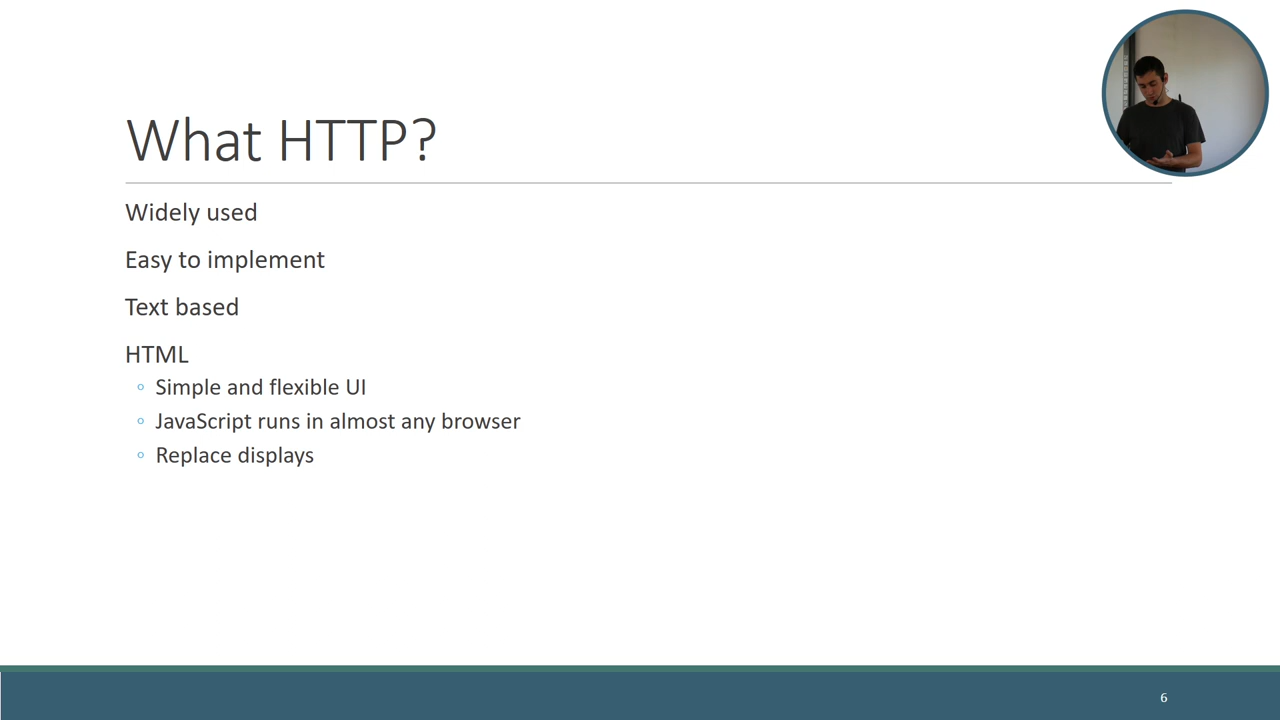 What HTTP?
Widely used
Easy to implement
Text based
HTML
Simple and flexible UI
JavaScript runs in almost any browser
Replace displays
6